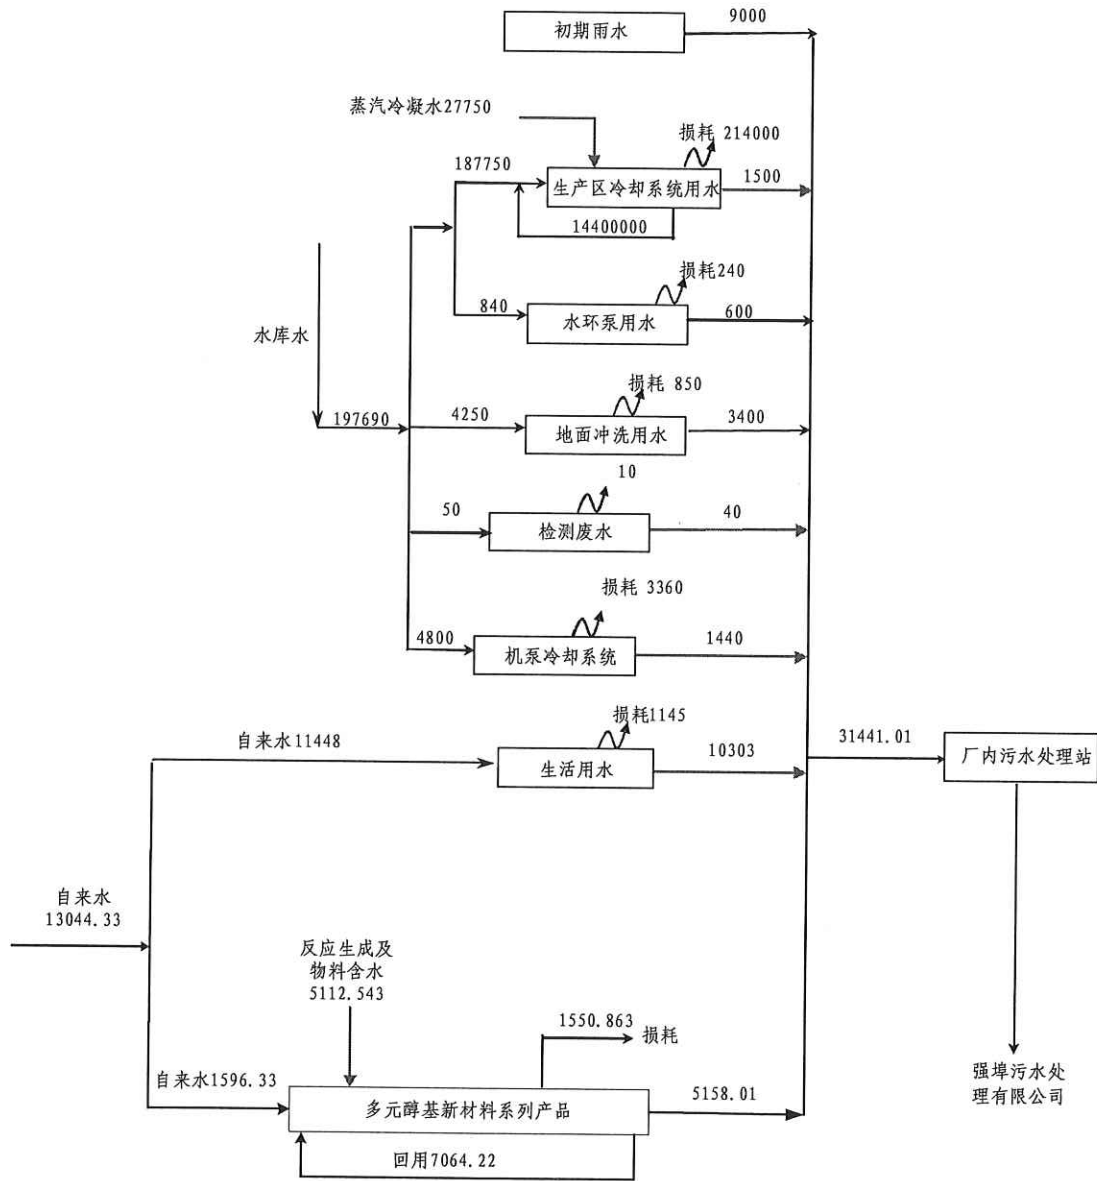 9000
初期雨水
蒸汽冷凝水27750
损耗 214000
187750
生产区冷却系统用水
1500
14400000
损耗240
840
水环泵用水
600
水库水
损耗 850
197690
4250
地面冲洗用水
3400
10
50
检测废水
40
损耗 3360
4800
机泵冷却系统
1440
损耗1145
自来水11448
生活用水
10303
31441.01
厂内污水处理站
自来水
13044.33
反应生成及
物料含水
5112.543
1550.863
损耗
自来水1596.33
多元醇基新材料系列产品
5158.01
回用7064.22
强埠污水处
理有限公司